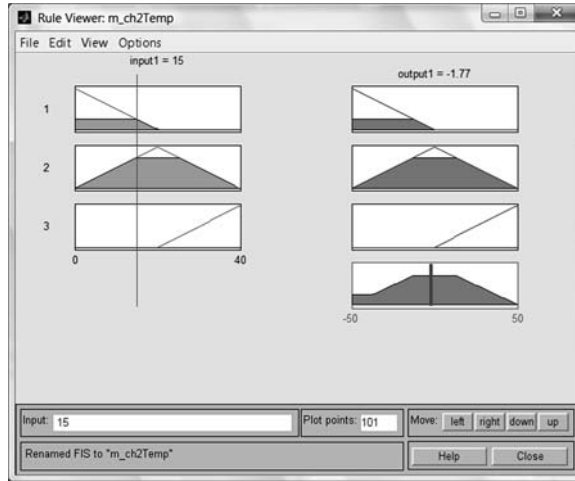 Rule Viewer: m_ch2Temp
File Edit View Options
input1 = 15
output1 = -1.77
1
2
3
0 40
-50 50
Input: 15 Plot points: 101 Move: left right down up
Renamed FIS to "m_ch2Temp" Help Close